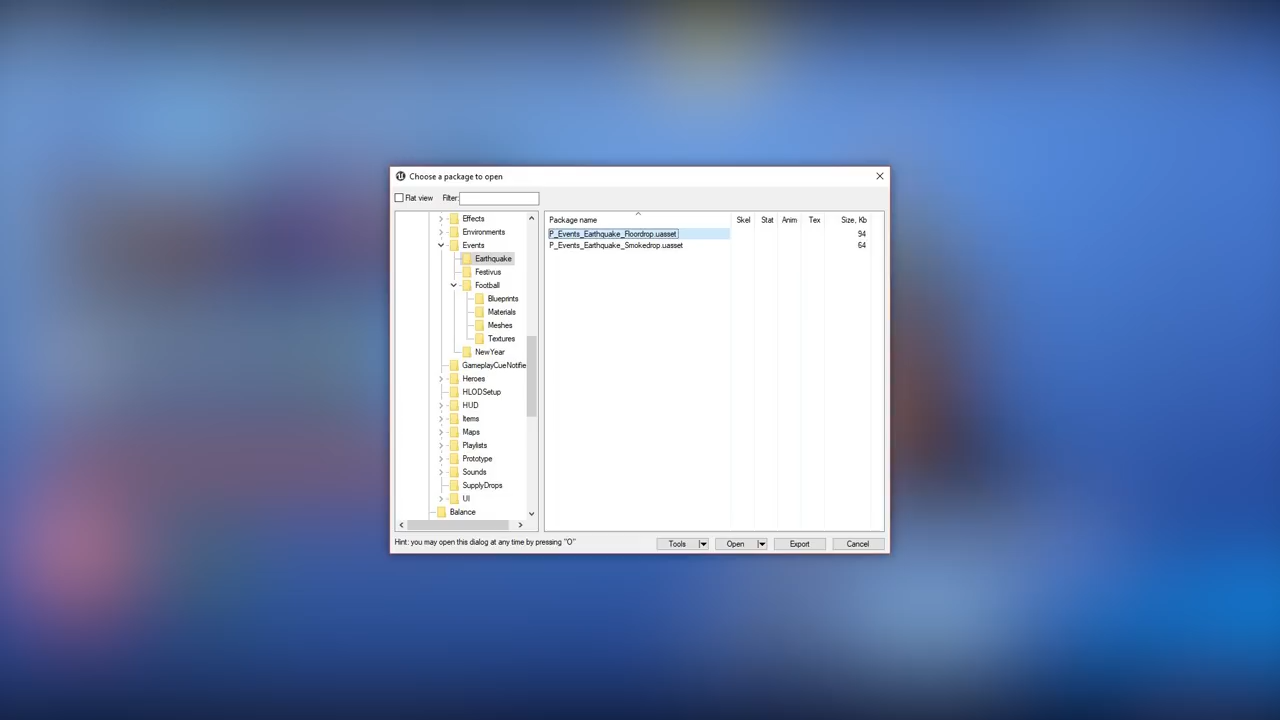 Choose a package to open
Flat view Filter:
Effects
Environments
Events
Earthquake
Festivus
Football
Blueprints
Materials
Meshes
Textures
NewYear
GameplayCueNotifie
Heroes
HLODSetup
HUD
Items
Maps
Playlists
Prototype
Sounds
SupplyDrops
UI
Balance
Package name Skel Stat Anim Tex Size, Kb
P_Events_Earthquake_Floordrop.uasset 94
P_Events_Earthquake_Smokedrop.uasset 64
Hint: you may open this dialog at any time by pressing "O"
Tools Open Export Cancel